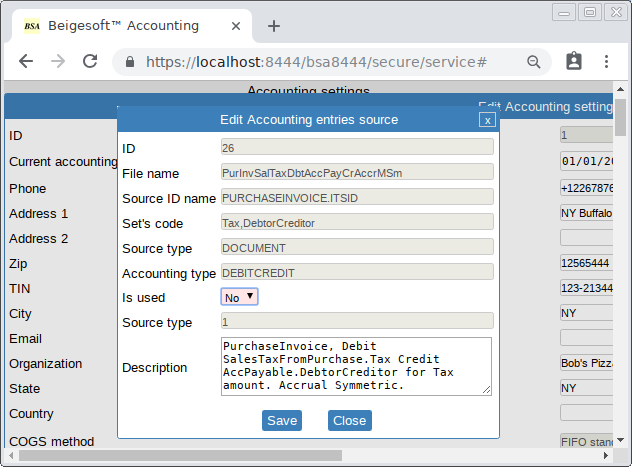 BSA Beigesoft™ Accounting
https://localhost:8444/bsa8444/secure/service#
Accounting settings
Edit Accounting setting
Edit Accounting entries source
x
ID
1
Current accounting
01/01/20
Phone
+12267876
Address 1
NY Buffalo
Address 2
Zip
12565444
TIN
123-21344
City
NY
Email
Organization
Bob's Pizza
State
NY
Country
COGS method
FIFO stand
ID 26
File name PurInvSalTaxDbtAccPayCrAccrMSm
Source ID name PURCHASEINVOICE.ITSID
Set's code Tax,DebtorCreditor
Source type DOCUMENT
Accounting type DEBITCREDIT
Is used No
Source type 1
Description
PurchaseInvoice, Debit
SalesTaxFromPurchase.Tax Credit
AccPayable.DebtorCreditor for Tax
amount. Accrual Symmetric.
Save Close